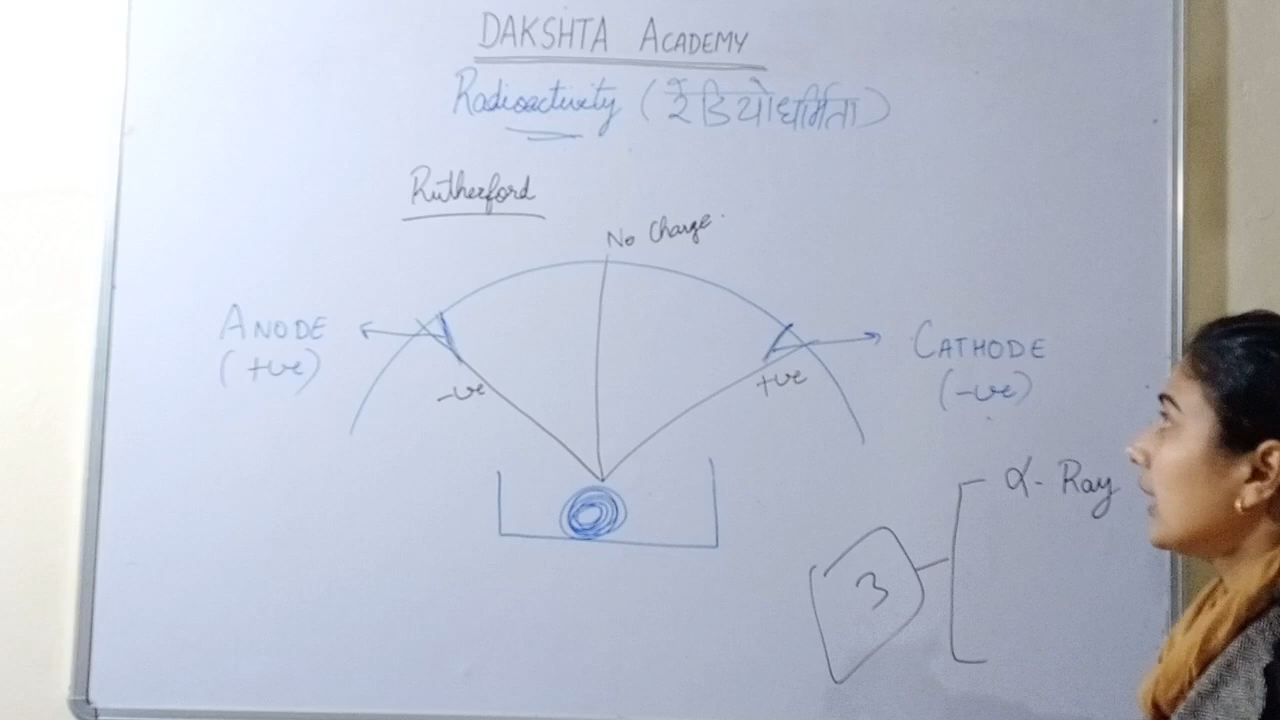 DAKSHTA ACADEMY
Radioactivity (रेडियोधर्मिता)
Rutherford
No Charge.
ANODE
(+ve)
CATHODE
(-ve)
-ve
+ve
α- Ray
3